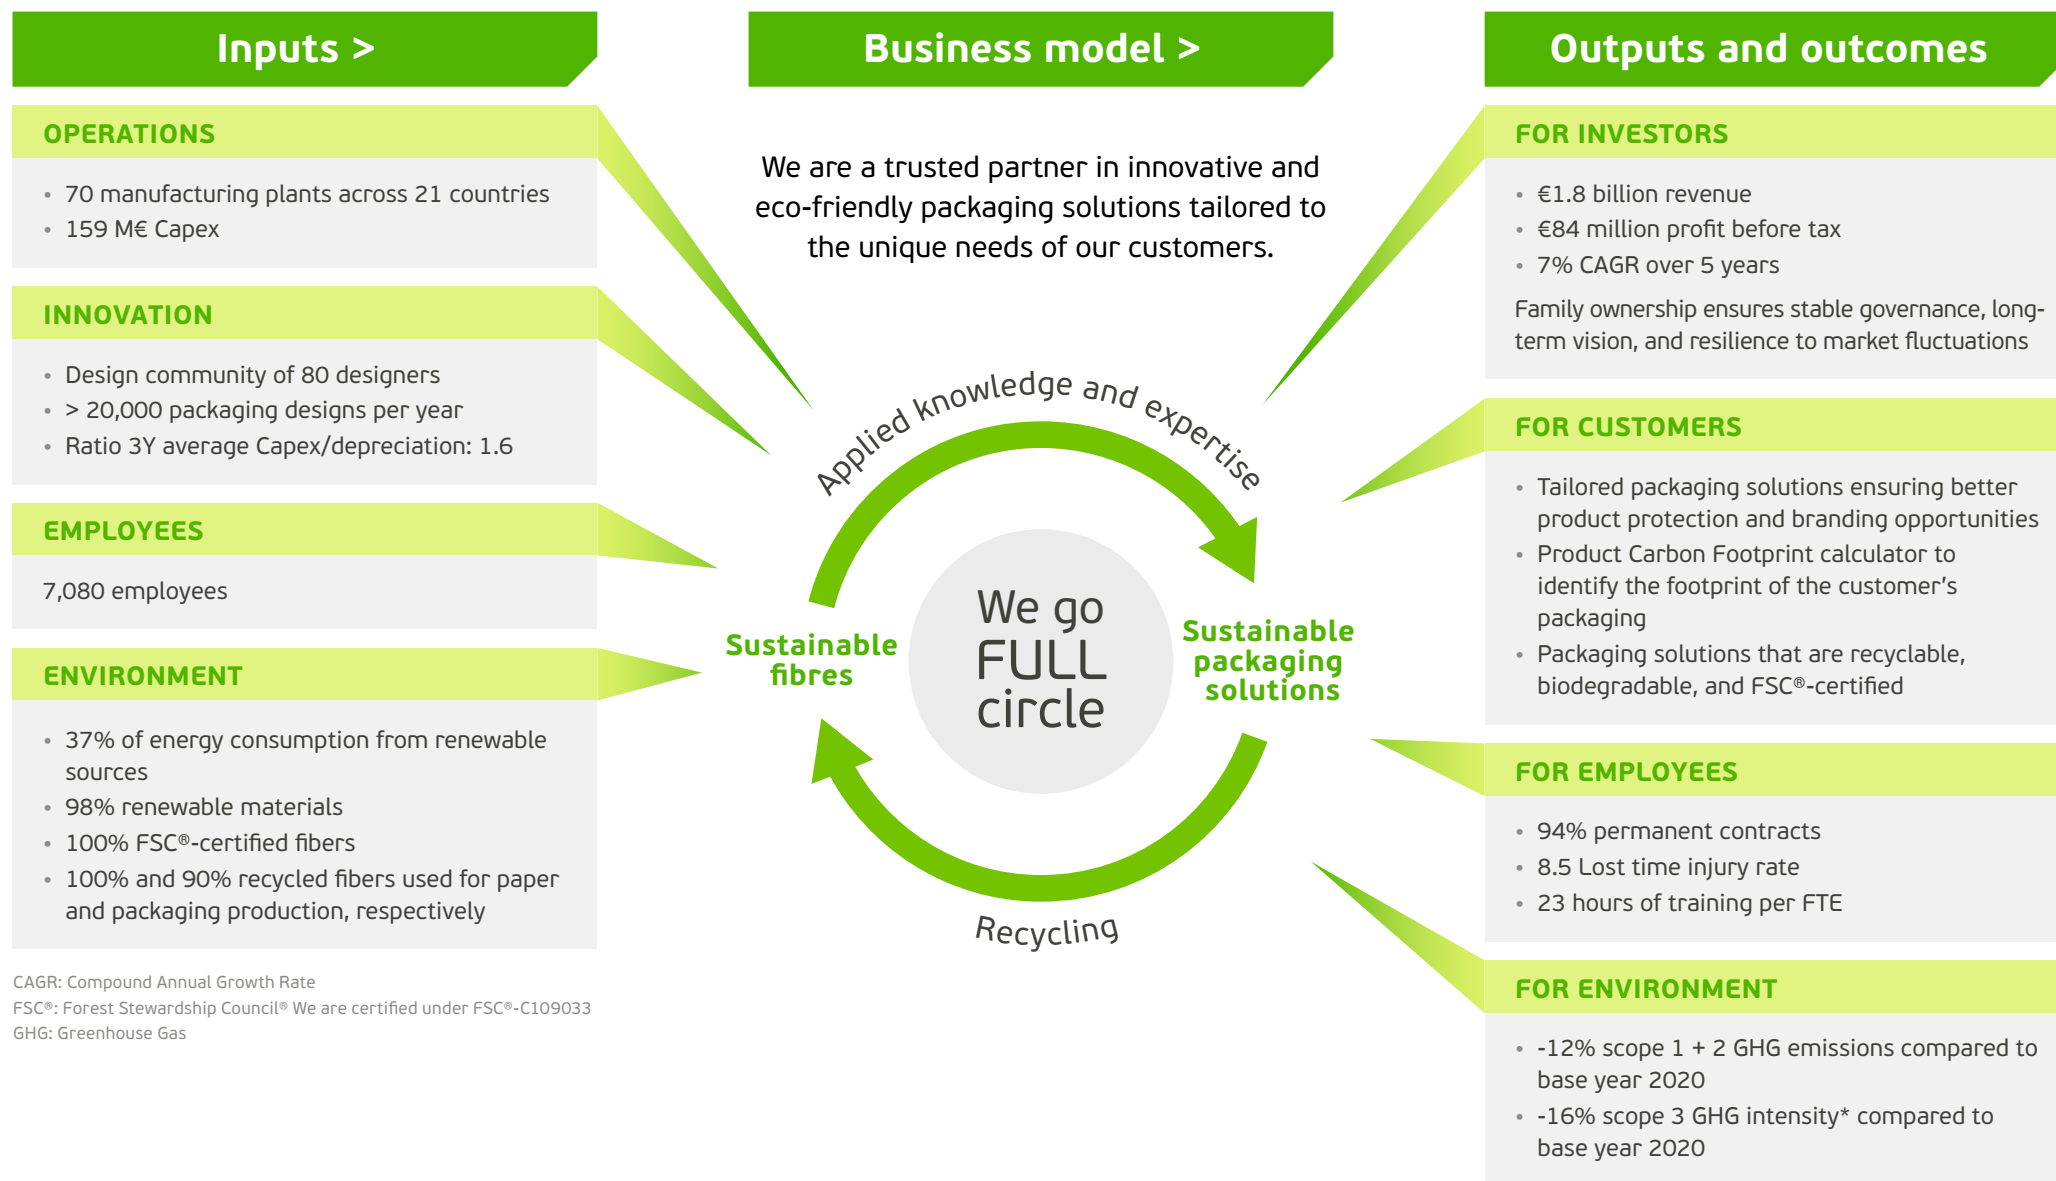 Inputs >
OPERATIONS
• 70 manufacturing plants across 21 countries
• 159 M€ Capex
INNOVATION
• Design community of 80 designers
• > 20,000 packaging designs per year
• Ratio 3Y average Capex/depreciation: 1.6
EMPLOYEES
7,080 employees
ENVIRONMENT
• 37% of energy consumption from renewable
sources
• 98% renewable materials
• 100% FSC®-certified fibers
• 100% and 90% recycled fibers used for paper
and packaging production, respectively
CAGR: Compound Annual Growth Rate
FSC®: Forest Stewardship Council® We are certified under FSC®-C109033
GHG: Greenhouse Gas
Business model >
We are a trusted partner in innovative and
eco-friendly packaging solutions tailored to
the unique needs of our customers.
Applied knowledge and expertise
Sustainable
fibres
We go
FULL
circle
Sustainable
packaging
solutions
Recycling
Outputs and outcomes
FOR INVESTORS
• €1.8 billion revenue
• €84 million profit before tax
• 7% CAGR over 5 years
Family ownership ensures stable governance, long-
term vision, and resilience to market fluctuations
FOR CUSTOMERS
• Tailored packaging solutions ensuring better
product protection and branding opportunities
• Product Carbon Footprint calculator to
identify the footprint of the customer's
packaging
• Packaging solutions that are recyclable,
biodegradable, and FSC®-certified
FOR EMPLOYEES
• 94% permanent contracts
• 8.5 Lost time injury rate
• 23 hours of training per FTE
FOR ENVIRONMENT
• -12% scope 1 + 2 GHG emissions compared to
base year 2020
• -16% scope 3 GHG intensity* compared to
base year 2020